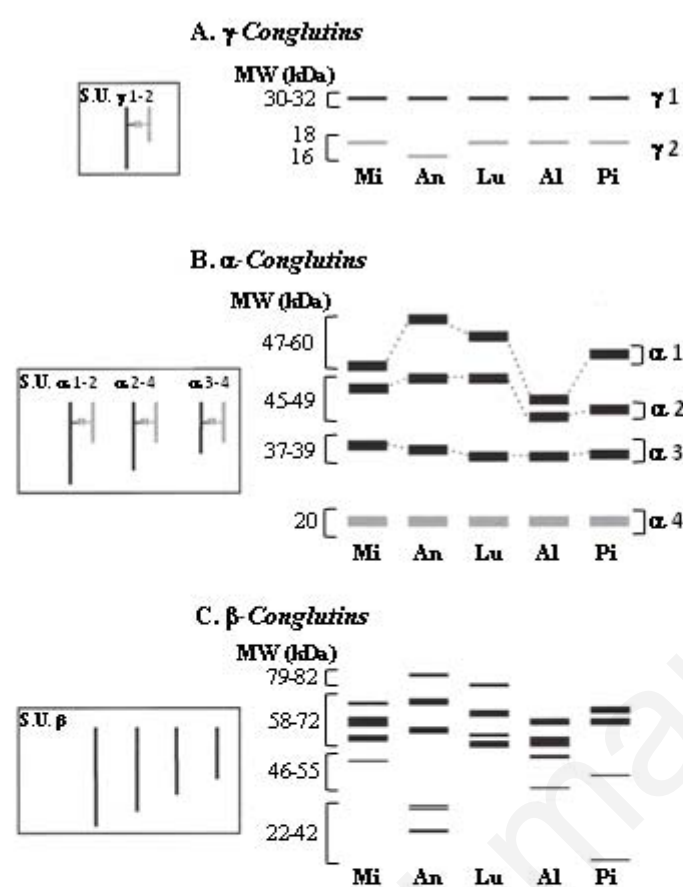 A. γ-Conglutins
MW (kDa)
S.U. γ 1-2
30-32
γ 1
18
16
γ 2
Mi An Lu Al Pi
B. α-Conglutins
MW (kDa)
47-60
α 1
S.U. α 1-2 α 2-4 α 3-4
45-49
α 2
37-39
α 3
20
α 4
Mi An Lu Al Pi
C. β-Conglutins
MW (kDa)
79-82
S.U. β
58-72
46-55
22-42
Mi An Lu Al Pi